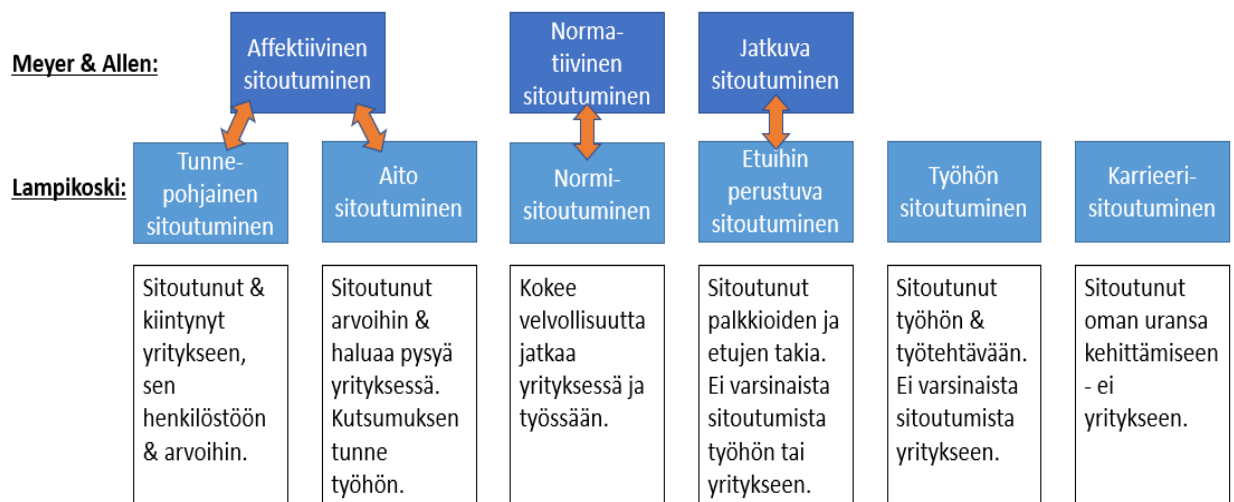 Meyer & Allen:
Affektiivinen
sitoutuminen
Norma-
tiivinen
sitoutuminen
Jatkuva
sitoutuminen
Lampikoski:
Tunne-
pohjainen
sitoutuminen
Aito
sitoutuminen
Normi-
sitoutuminen
Etuihin
perustuva
sitoutuminen
Työhön
sitoutuminen
Karrieeri-
sitoutuminen
Sitoutunut &
kiintynyt
yritykseen,
sen
henkilöstöön
& arvoihin.
Sitoutunut
arvoihin &
haluaa pysyä
yrityksessä.
Kutsumuksen
tunne
työhön.
Kokee
velvollisuutta
jatkaa
yrityksessä ja
työssään.
Sitoutunut
palkkioiden ja
etujen takia.
Ei varsinaista
sitoutumista
työhön tai
yritykseen.
Sitoutunut
työhön &
työtehtävään.
Ei varsinaista
sitoutumista
yritykseen.
Sitoutunut
oman uransa
kehittämiseen
- ei
yritykseen.